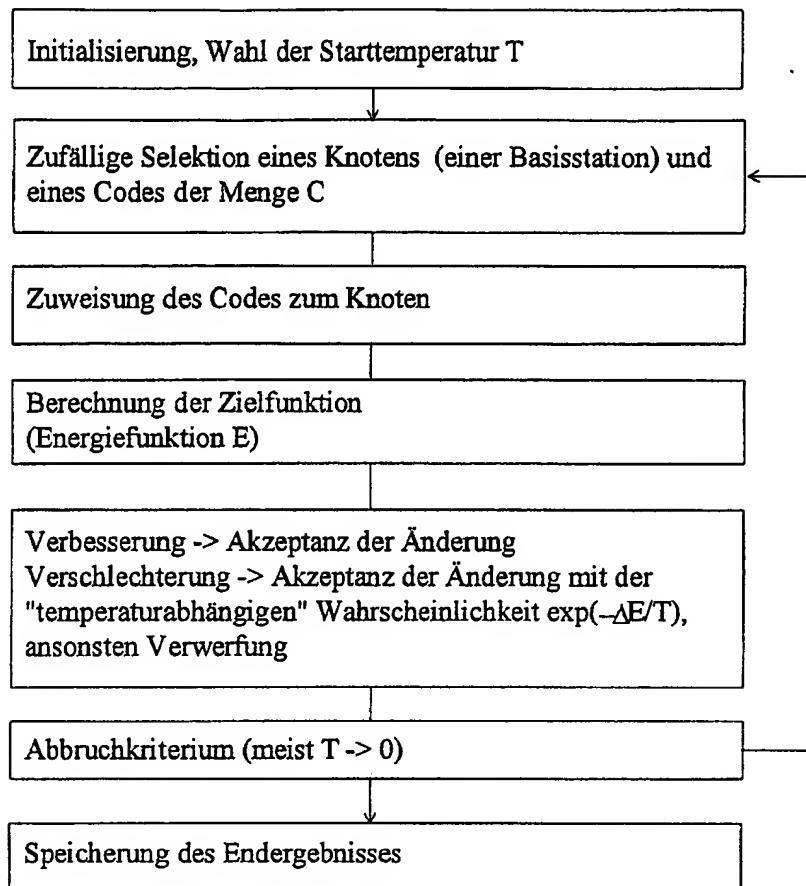 Initialisierung, Wahl der Starttemperatur T
Zufällige Selektion eines Knotens (einer Basisstation) und
eines Codes der Menge C
Zuweisung des Codes zum Knoten
Berechnung der Zielfunktion
(Energiefunktion E)
Verbesserung -> Akzeptanz der Änderung
Verschlechterung -> Akzeptanz der Änderung mit der
"temperaturabhängigen" Wahrscheinlichkeit exp(–ΔE/T),
ansonsten Verwerfung
Abbruchkriterium (meist T -> 0)
Speicherung des Endergebnisses